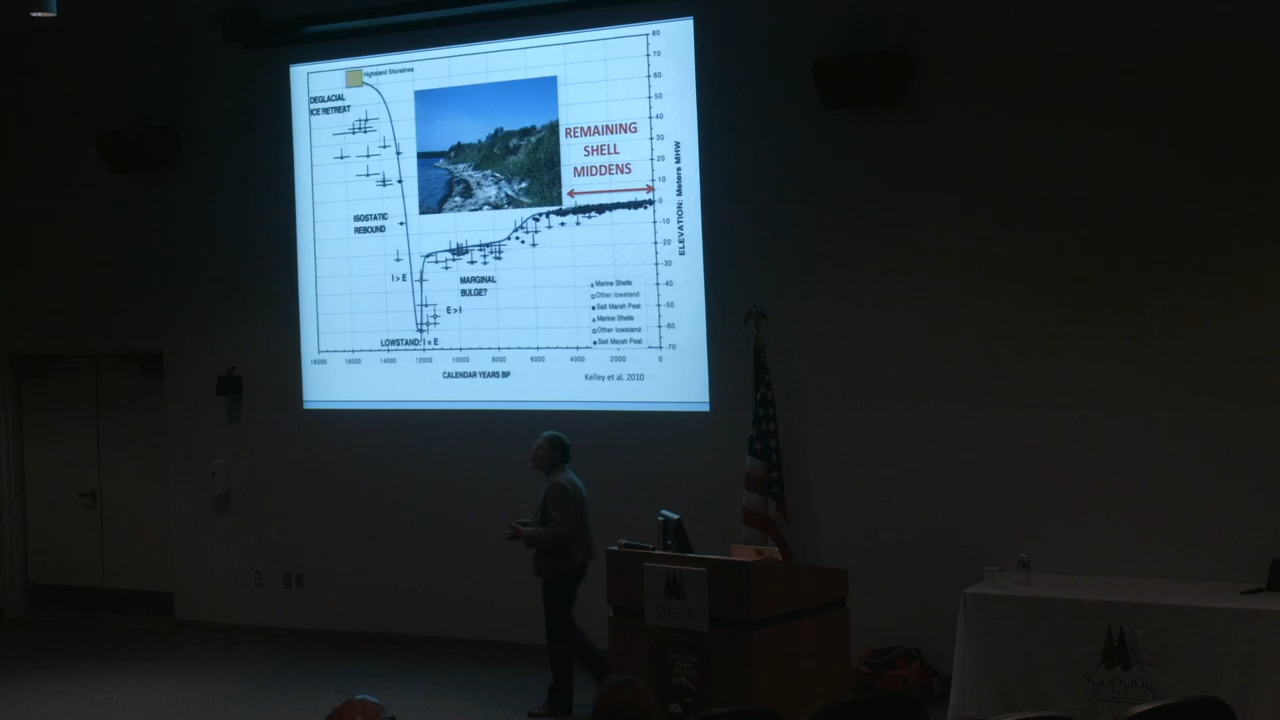 Highstand Shorelines
DEGLACIAL
ICE RETREAT
REMAINING
SHELL
MIDDENS
ISOSTATIC
REBOUND
I > E
MARGINAL
BULGE?
E > I
LOWSTAND: I = E
Marine Shells
Other lowstand
Salt Marsh Peat
Marine Shells
Other lowstand
Salt Marsh Peat
80
70
60
50
40
30
20
10
0
-10
-20
-30
-40
-50
-60
-70
ELEVATION: Meters MHW
18000 16000 14000 12000 10000 8000 6000 4000 2000 0
CALENDAR YEARS BP
Kelley et al. 2010
SCHOODIC